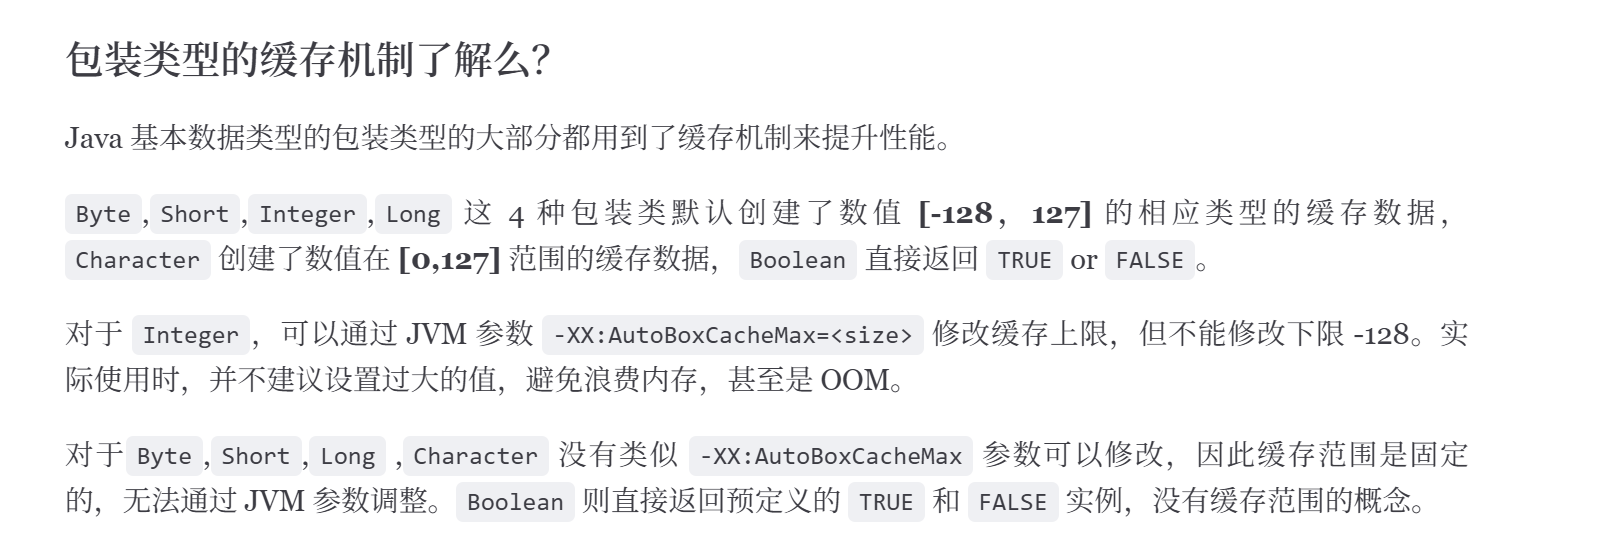 包装类型的缓存机制了解么？
Java 基本数据类型的包装类型的大部分都用到了缓存机制来提升性能。
Byte,Short,Integer,Long 这 4 种包装类默认创建了数值 [-128，127] 的相应类型的缓存数据，
Character 创建了数值在 [0,127] 范围的缓存数据，Boolean 直接返回 TRUE or FALSE。
对于 Integer，可以通过 JVM 参数 -XX:AutoBoxCacheMax=<size> 修改缓存上限，但不能修改下限 -128。实
际使用时，并不建议设置过大的值，避免浪费内存，甚至是 OOM。
对于Byte,Short,Long ,Character 没有类似 -XX:AutoBoxCacheMax 参数可以修改，因此缓存范围是固定
的，无法通过 JVM 参数调整。Boolean 则直接返回预定义的 TRUE 和 FALSE 实例，没有缓存范围的概念。